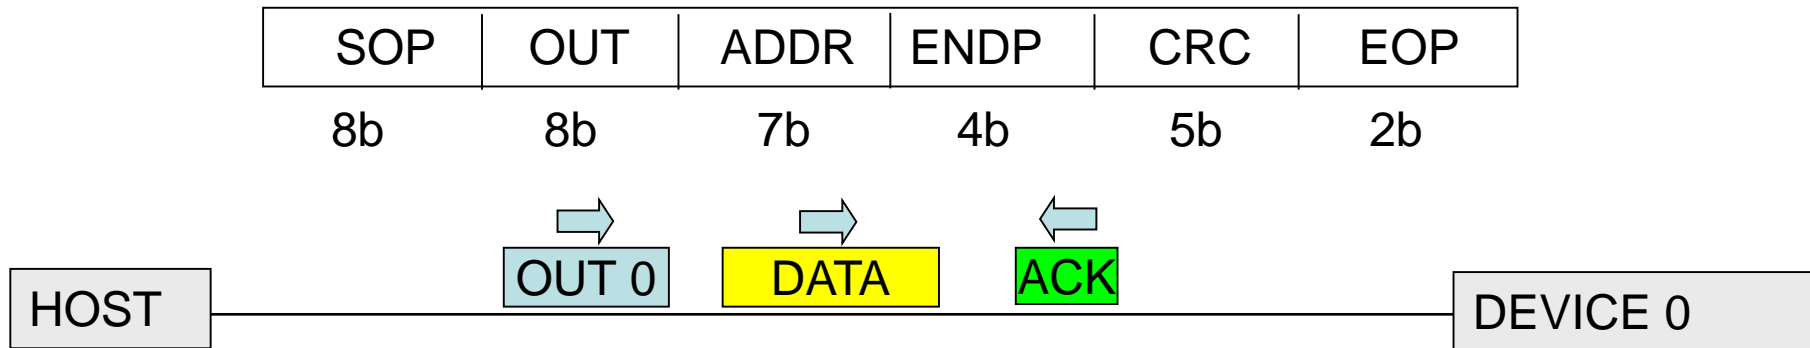 SOP OUT ADDR ENDP CRC EOP
8b 8b 7b 4b 5b 2b
OUT 0 DATA ACK
HOST DEVICE 0